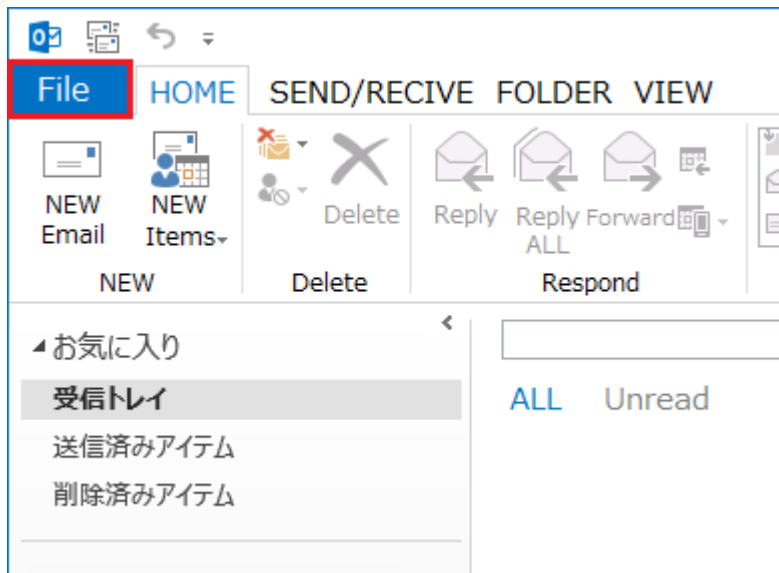 File HOME SEND/RECIVE FOLDER VIEW
NEW Email
NEW Items
Delete
Reply
Reply ALL
Forward
NEW Delete Respond
お気に入り
受信トレイ
送信済みアイテム
削除済みアイテム
ALL Unread